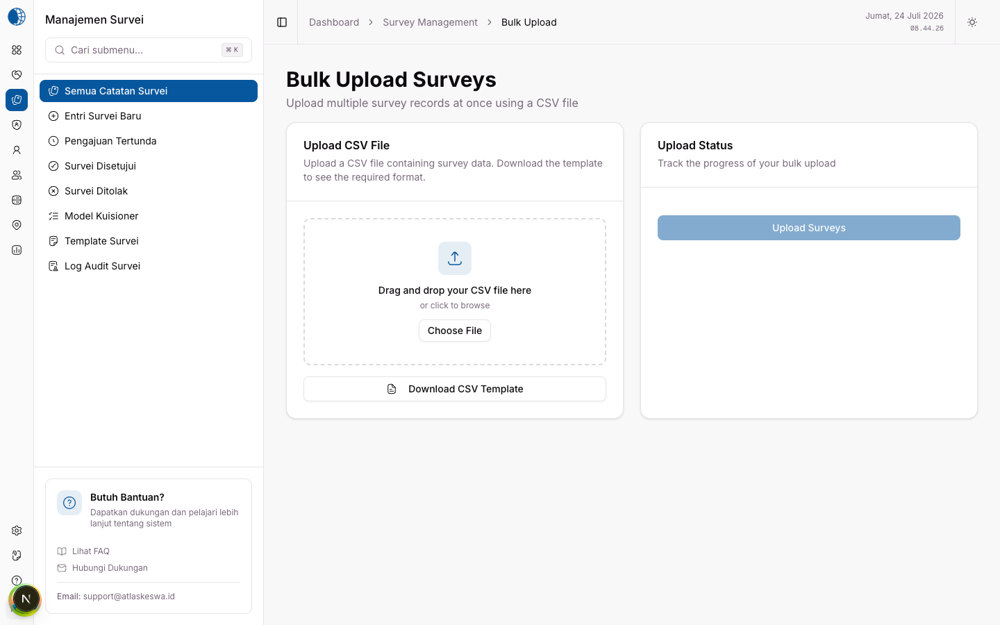 Manajemen Survei
Cari submenu...
⌘ K
Semua Catatan Survei
Entri Survei Baru
Pengajuan Tertunda
Survei Disetujui
Survei Ditolak
Model Kuisioner
Template Survei
Log Audit Survei
Butuh Bantuan?
Dapatkan dukungan dan pelajari lebih
lanjut tentang sistem
Lihat FAQ
Hubungi Dukungan
Email: support@atlaskeswa.id
N
Dashboard
Survey Management
Bulk Upload
Jumat, 24 Juli 2026
08.44.26
Bulk Upload Surveys
Upload multiple survey records at once using a CSV file
Upload CSV File
Upload a CSV file containing survey data. Download the template
to see the required format.
Drag and drop your CSV file here
or click to browse
Choose File
Download CSV Template
Upload Status
Track the progress of your bulk upload
Upload Surveys